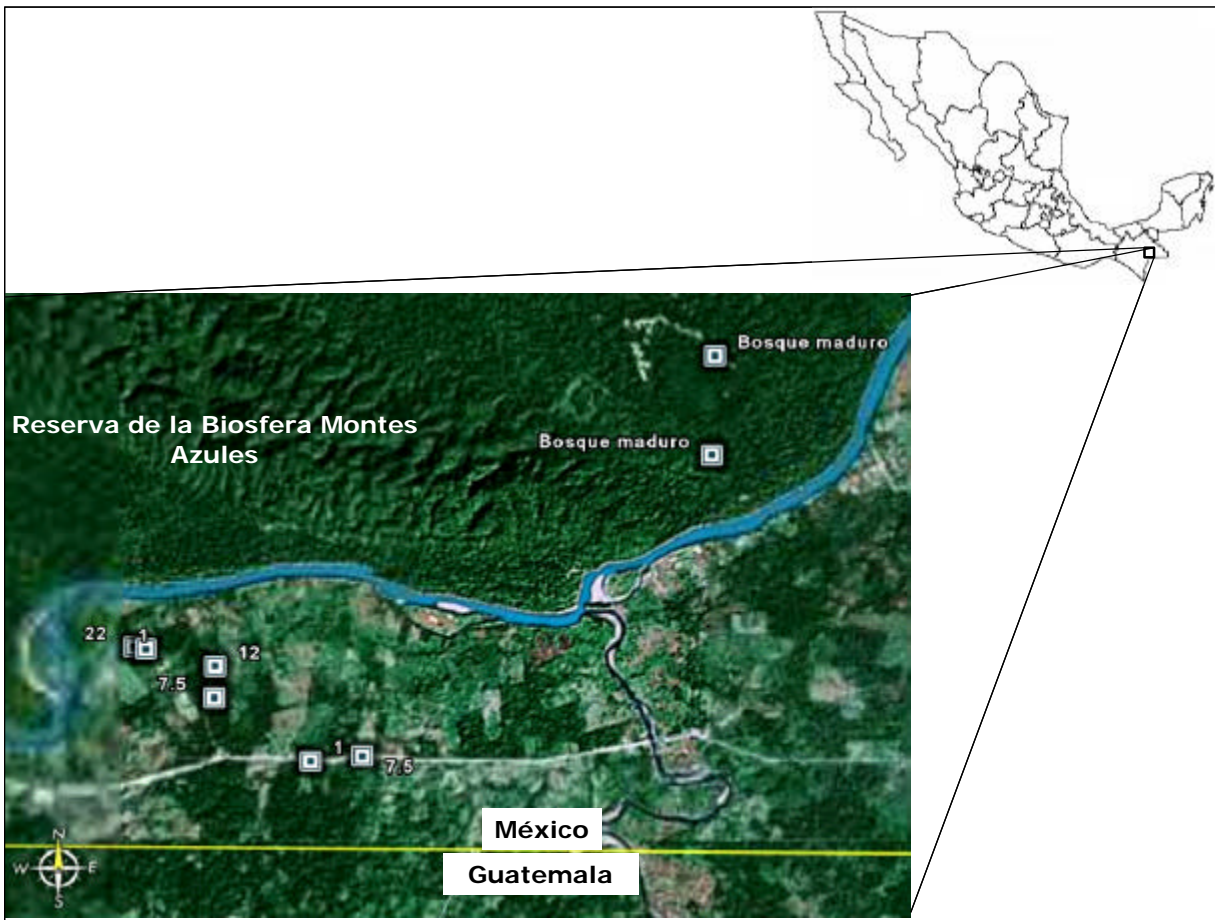 Bosque maduro
Reserva de la Biosfera Montes
Azules
Bosque maduro
22
1
12
7.5
1
7.5
México
Guatemala
N
W
E
S